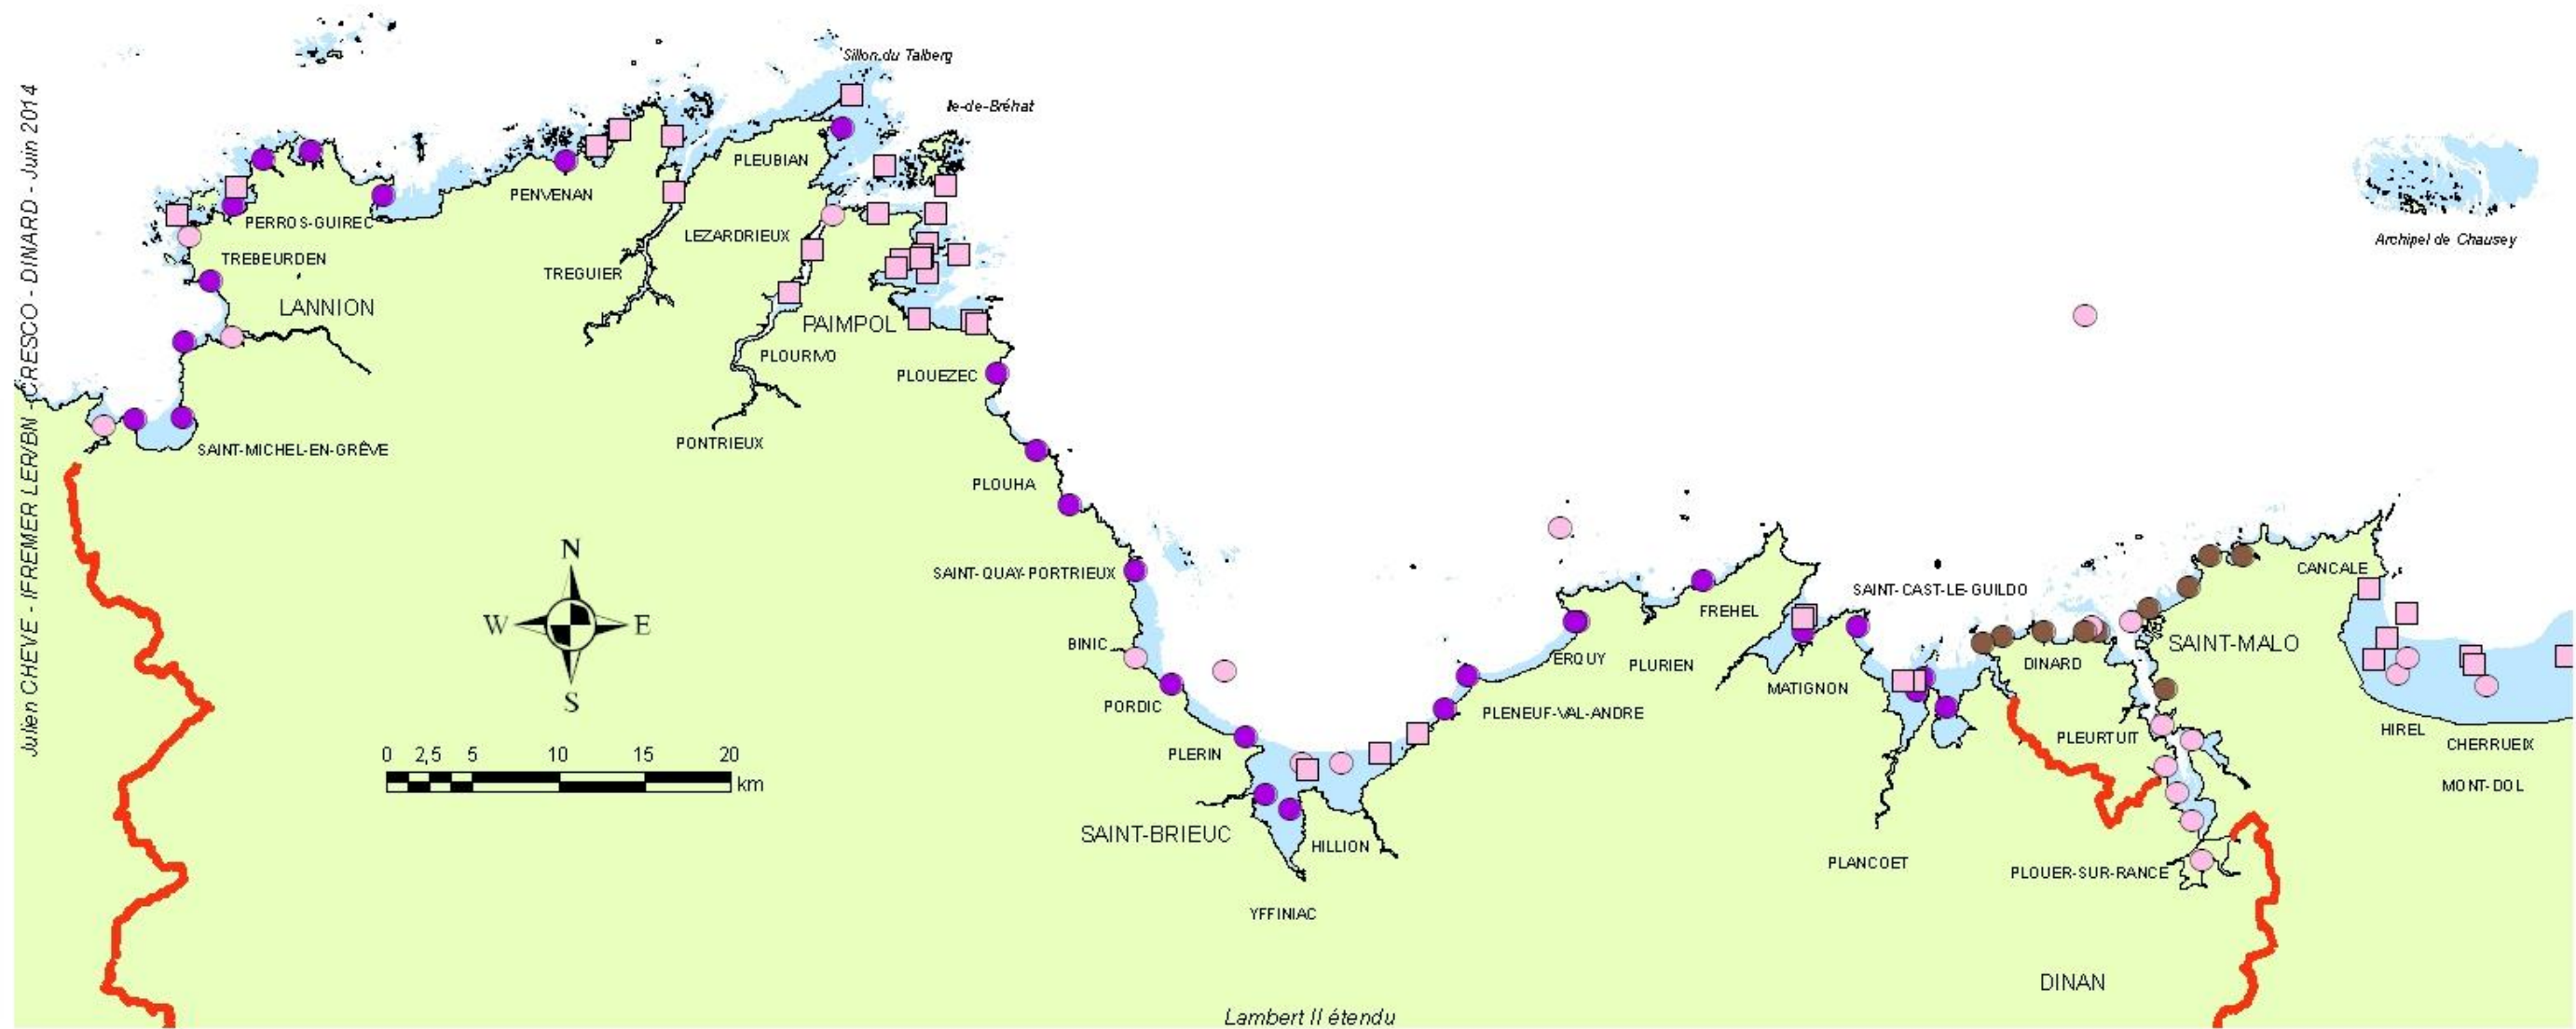 Sillon du Talberg
Ile-de-Bréhat
Julien CHEVE - IFREMER LER/BN - CRESCO - DINARD - Juin 2014
PLEUBIAN
PENVENAN
PERROS-GUIREC
LEZARDRIEUX
Archipel de Chausey
TREBEURDEN
TREGUIER
LANNION
PAIMPOL
PLOURIVO
PLOUEZEC
PONTRIEUX
SAINT-MICHEL-EN-GRÊVE
PLOUHA
N
W E
S
SAINT-QUAY-PORTRIEUX
CANCALE
SAINT-CAST-LE-GUILDO
FREHEL
BINIC
SAINT-MALO
ERQUY
PLURIEN
DINARD
MATIGNON
PORDIC
PLENEUF-VAL-ANDRE
HIREL
PLEURTUIT
CHERRUEIX
PLERIN
0 2,5 5 10 15 20
km
MONT-DOL
SAINT-BRIEUC
HILLION
PLANCOET
PLOUER-SUR-RANCE
YFFINIAC
DINAN
Lambert II étendu